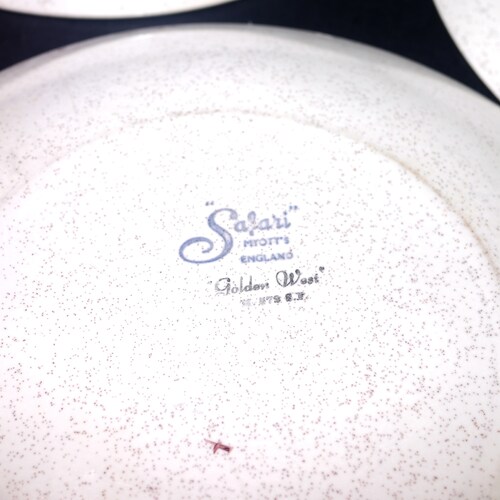 "Safari"
MYOTT'S
ENGLAND
"Golden West"